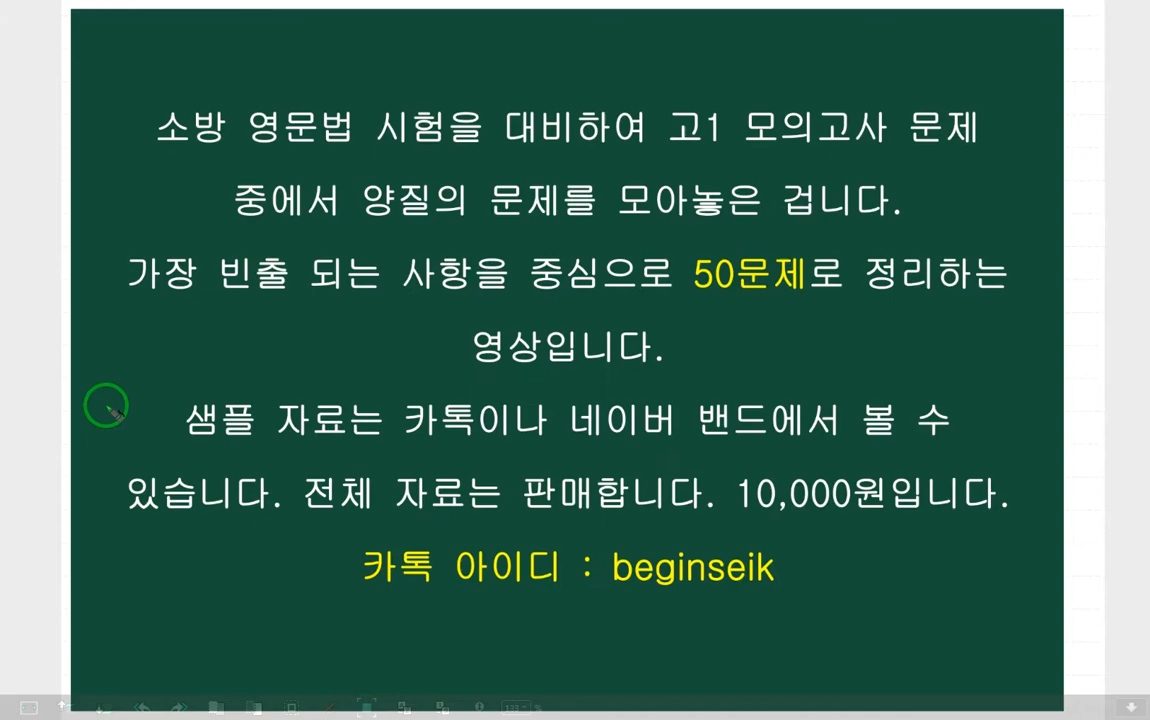 소방 영문법 시험을 대비하여 고1 모의고사 문제
중에서 양질의 문제를 모아놓은 겁니다.
가장 빈출 되는 사항을 중심으로 50문제로 정리하는
영상입니다.
샘플 자료는 카톡이나 네이버 밴드에서 볼 수
있습니다. 전체 자료는 판매합니다. 10,000원입니다.
카톡 아이디 : beginseik
133 %